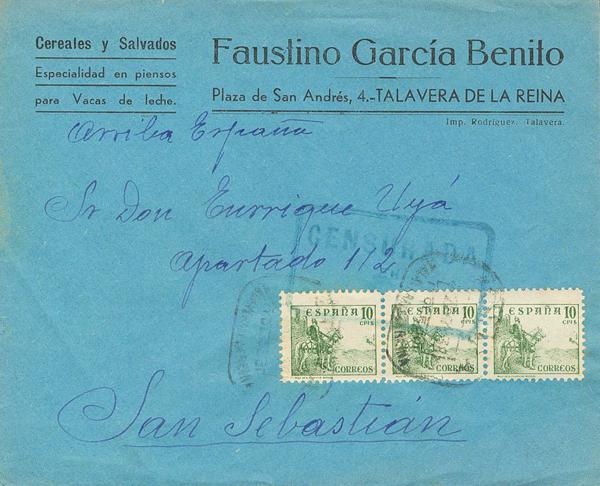 Cereales y Salvados
Especialidad en piensos
para Vacas de leche.
Faustino García Benito
Plaza de San Andrés, 4.-TALAVERA DE LA REINA
Imp. Rodríguez. Talavera.
Arriba España
Sr Don Enrrique Uyá
Apartado 112
CENSURADA
ESPAÑA 10
CTS.
CORREOS
ESPAÑA 10
CTS.
CORREOS
ESPAÑA 10
CTS.
CORREOS
San Sebastián